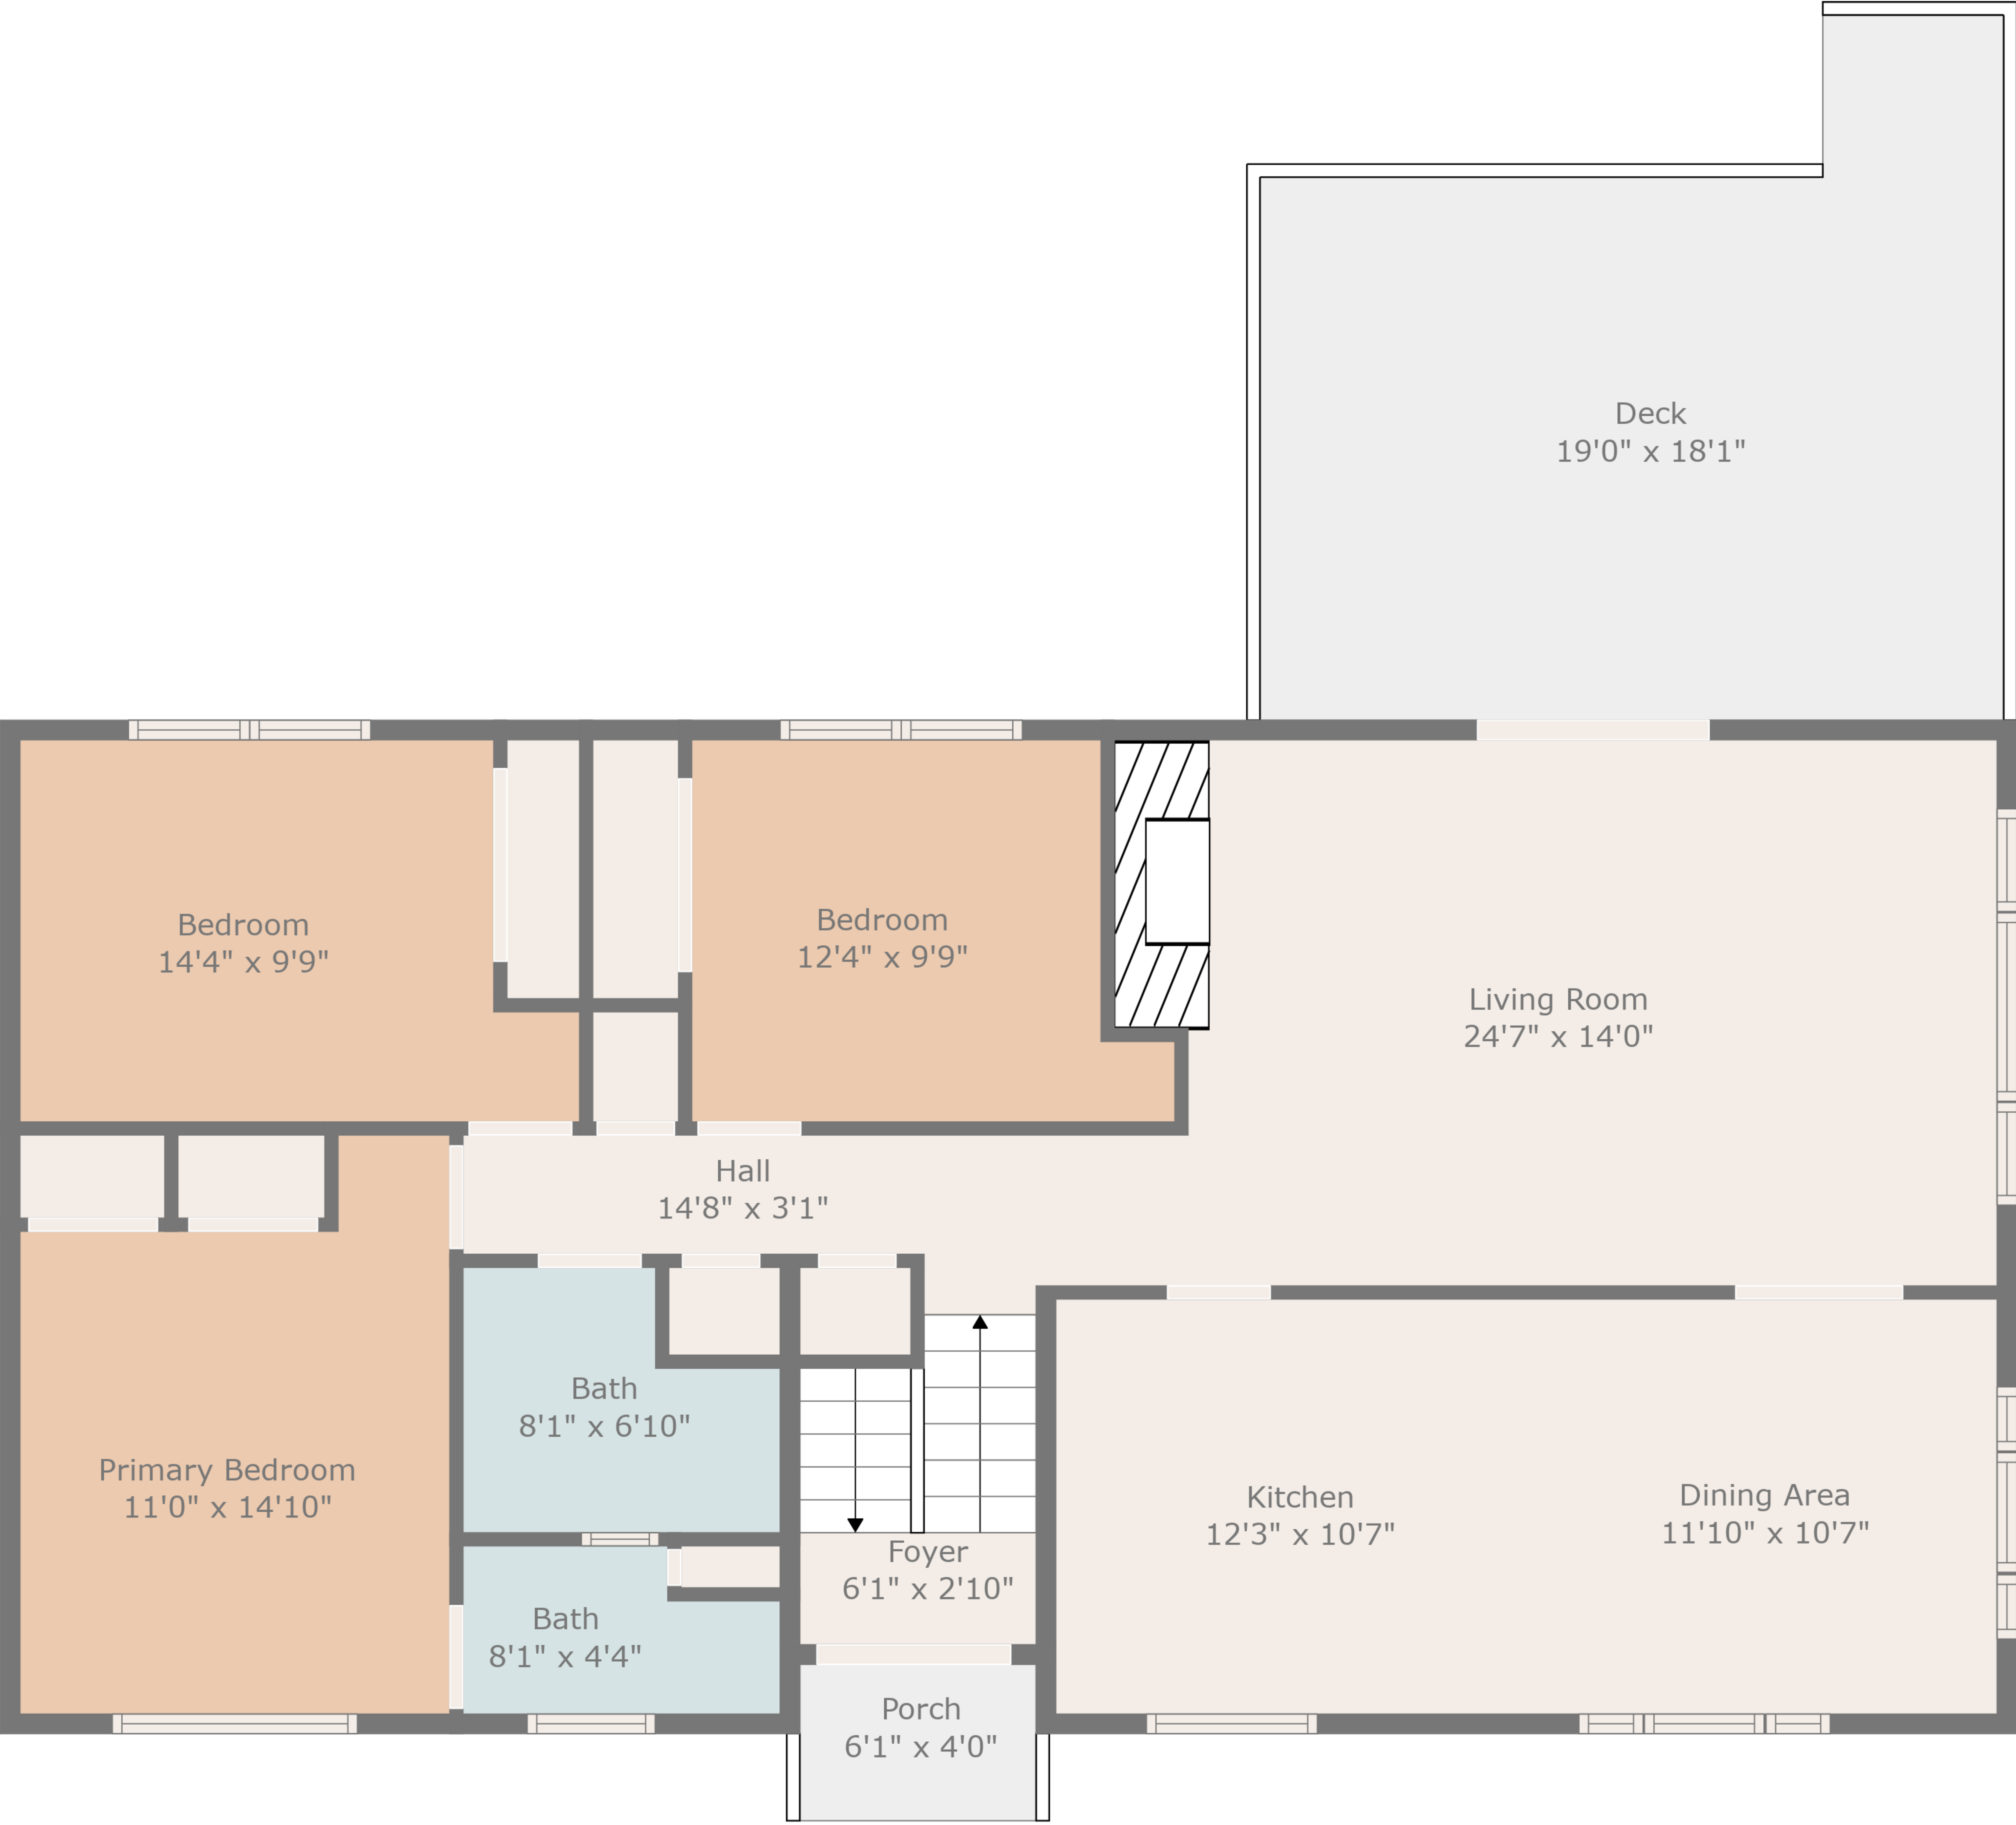 Deck
19'0" x 18'1"
Bedroom
14'4" x 9'9"
Bedroom
12'4" x 9'9"
Living Room
24'7" x 14'0"
Hall
14'8" x 3'1"
Bath
8'1" x 6'10"
Primary Bedroom
11'0" x 14'10"
Kitchen
12'3" x 10'7"
Dining Area
11'10" x 10'7"
Foyer
6'1" x 2'10"
Bath
8'1" x 4'4"
Porch
6'1" x 4'0"